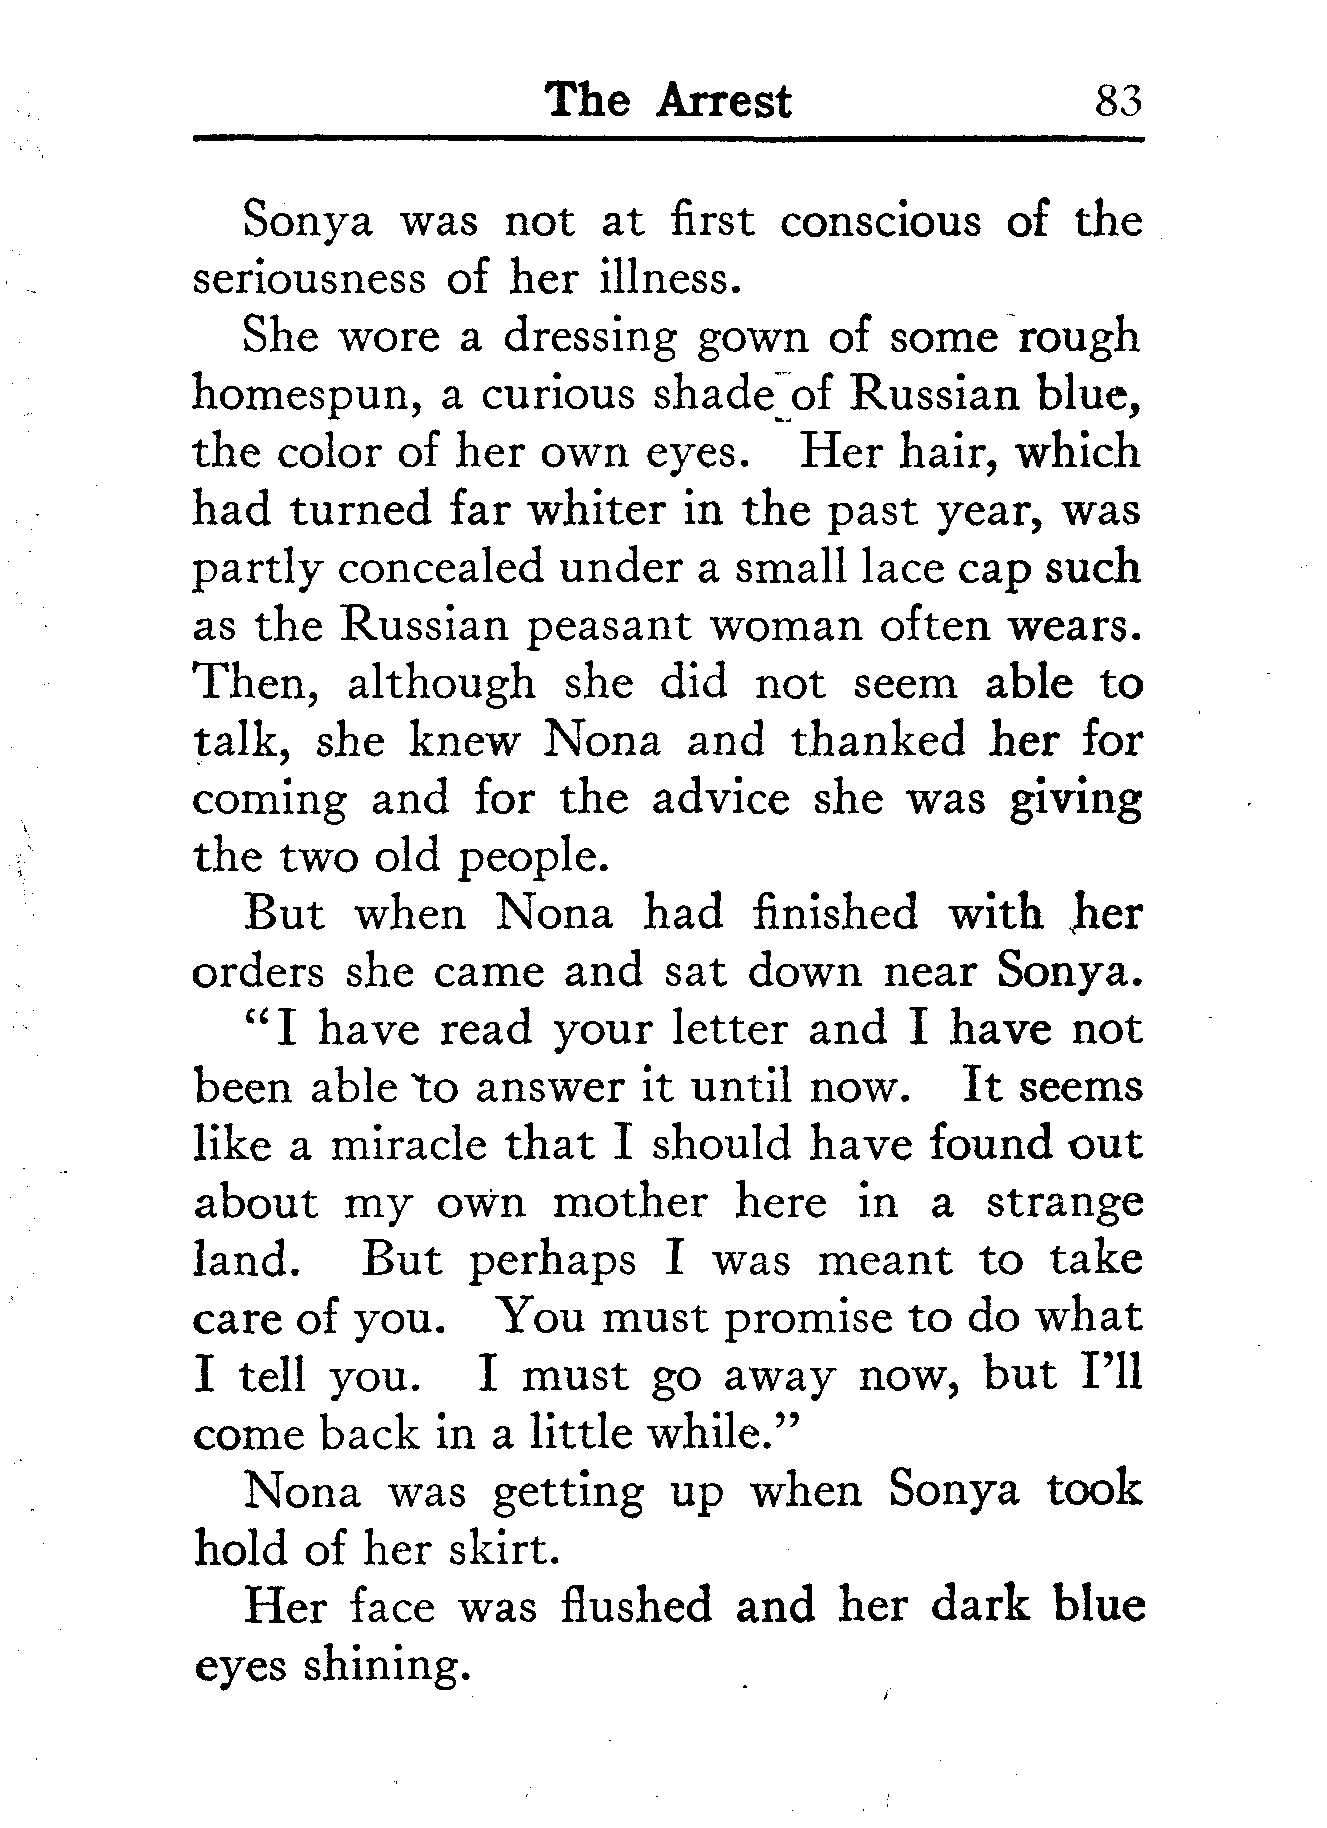 The Arrest 83
Sonya was not at first conscious of the
seriousness of her illness.
She wore a dressing gown of some rough
homespun, a curious shade of Russian blue,
the color of her own eyes. Her hair, which
had turned far whiter in the past year, was
partly concealed under a small lace cap such
as the Russian peasant woman often wears.
Then, although she did not seem able to
talk, she knew Nona and thanked her for
coming and for the advice she was giving
the two old people.
But when Nona had finished with her
orders she came and sat down near Sonya.
“I have read your letter and I have not
been able to answer it until now. It seems
like a miracle that I should have found out
about my own mother here in a strange
land. But perhaps I was meant to take
care of you. You must promise to do what
I tell you. I must go away now, but I’ll
come back in a little while.”
Nona was getting up when Sonya took
hold of her skirt.
Her face was flushed and her dark blue
eyes shining.